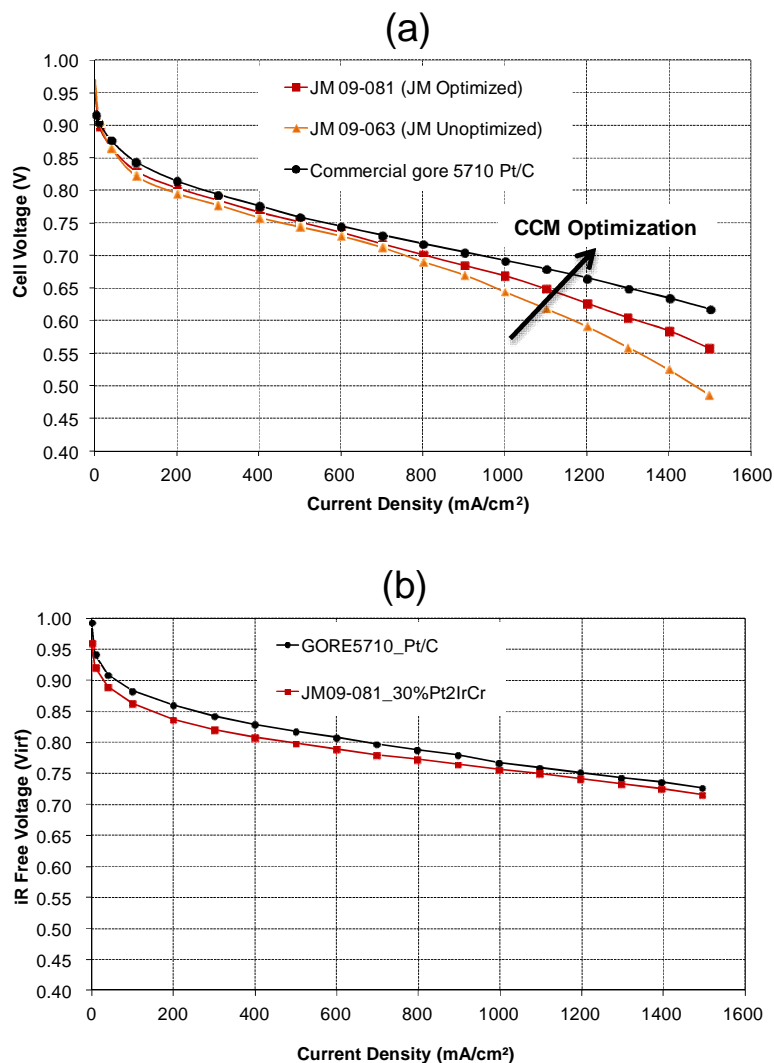 (a)
1.00
0.95
0.90
0.85
0.80
0.75
0.70
0.65
0.60
0.55
0.50
0.45
0.40
Cell Voltage (V)
JM 09-081 (JM Optimized)
JM 09-063 (JM Unoptimized)
Commercial gore 5710 Pt/C
CCM Optimization
0 200 400 600 800 1000 1200 1400 1600
Current Density (mA/cm²)
(b)
1.00
0.95
0.90
0.85
0.80
0.75
0.70
0.65
0.60
0.55
0.50
0.45
0.40
iR Free Voltage (Virf)
GORE5710_Pt/C
JM09-081_30%Pt2IrCr
0 200 400 600 800 1000 1200 1400 1600
Current Density (mA/cm²)